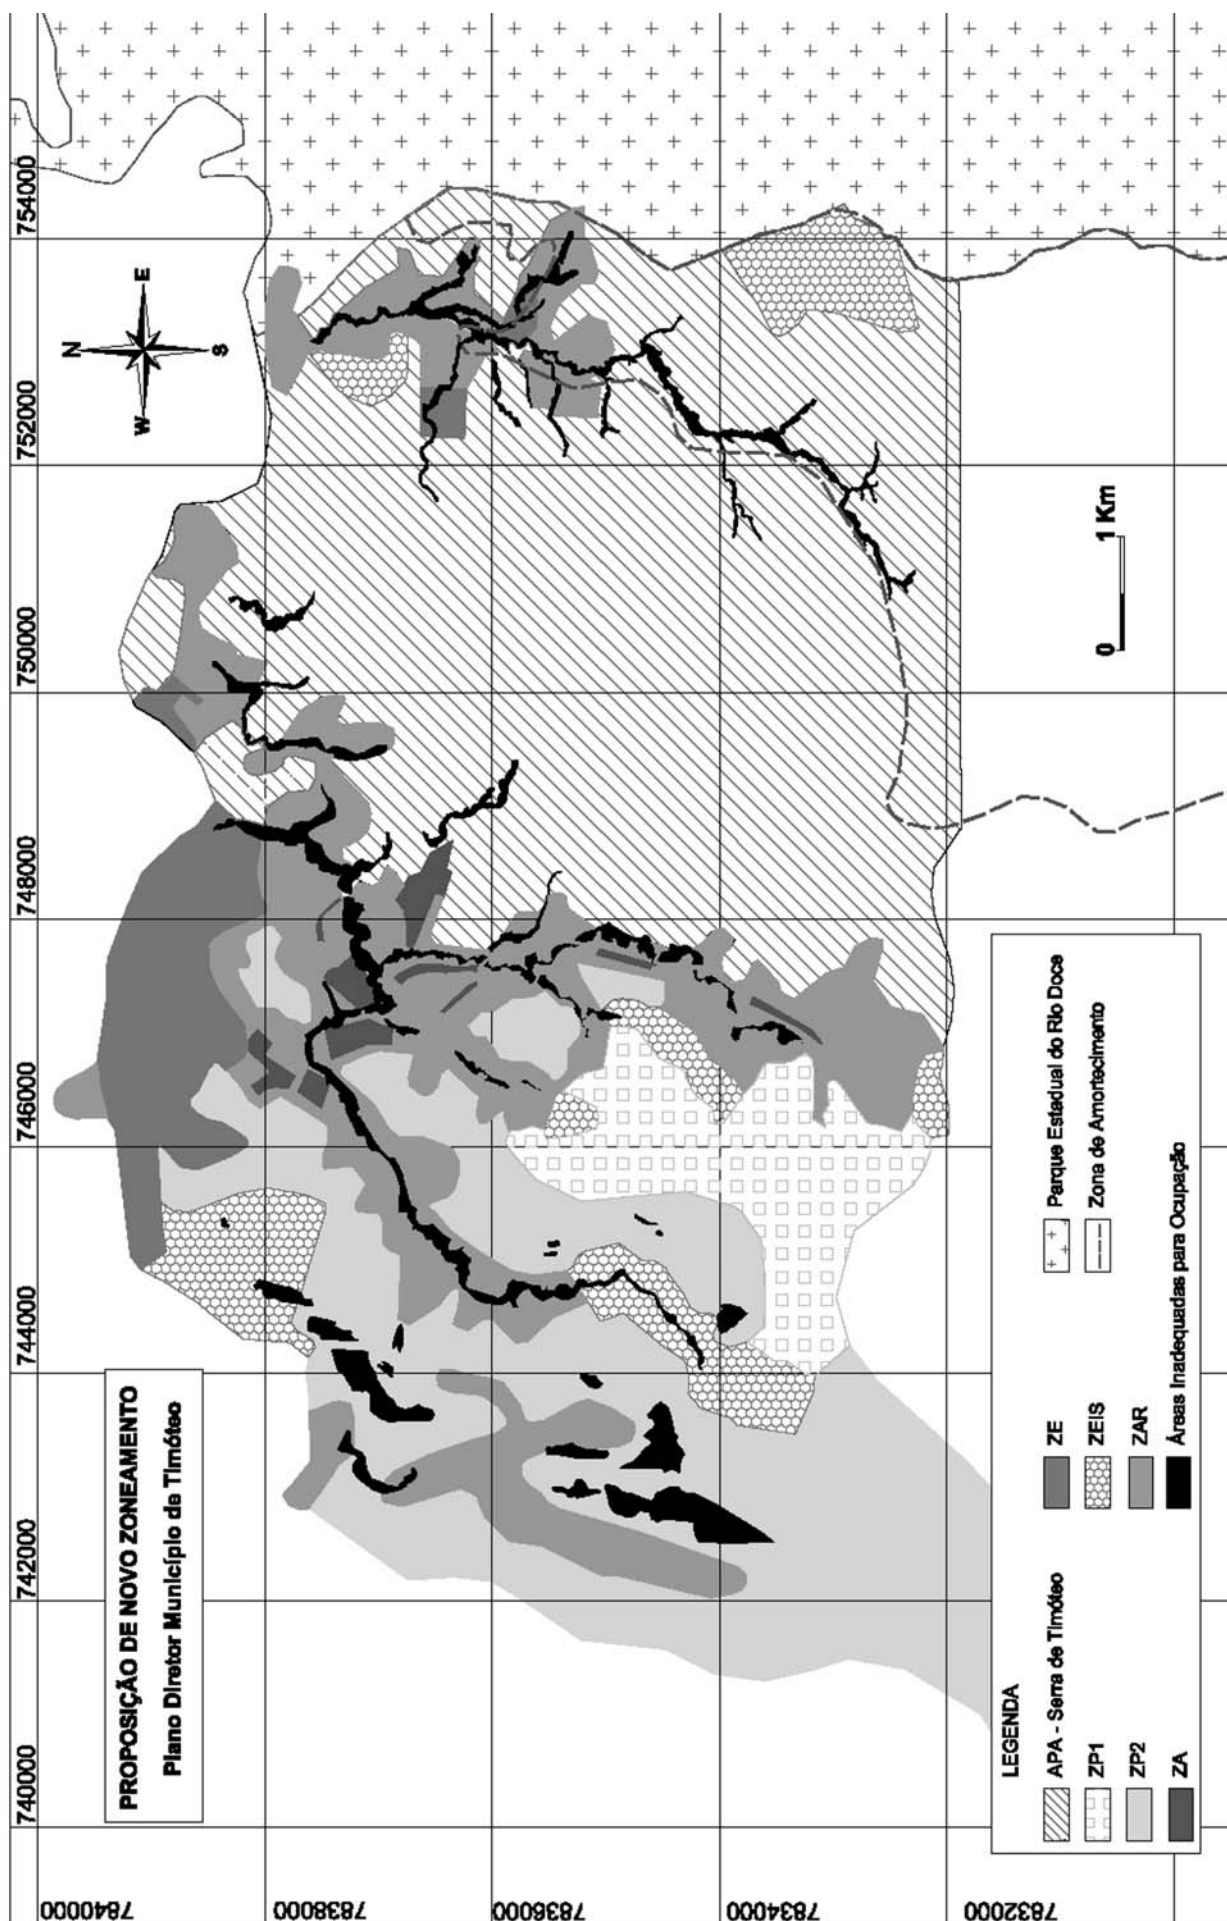 PROPOSIÇÃO DE NOVO ZONEAMENTO
Plano Diretor Município de Timóteo
740000
742000
744000
746000
748000
750000
752000
754000
7840000
7838000
7836000
7834000
7832000
N
W
E
S
0
1 Km
LEGENDA
APA - Serra de Timóteo
ZP1
ZP2
ZA
ZE
ZEIS
ZAR
Áreas Inadequadas para Ocupação
Parque Estadual do Rio Doce
Zona de Amortecimento